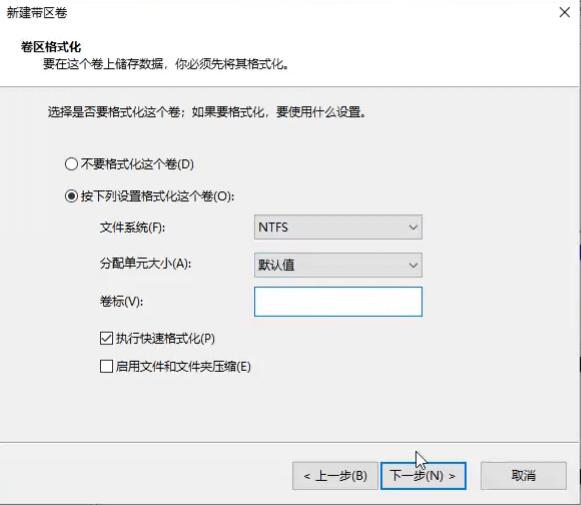 新建带区卷
卷区格式化
要在这个卷上储存数据，你必须先将其格式化。
选择是否要格式化这个卷；如果要格式化，要使用什么设置。
不要格式化这个卷(D)
按下列设置格式化这个卷(O):
文件系统(F): NTFS
分配单元大小(A): 默认值
卷标(V):
执行快速格式化(P)
启用文件和文件夹压缩(E)
< 上一步(B) 下一步(N) > 取消